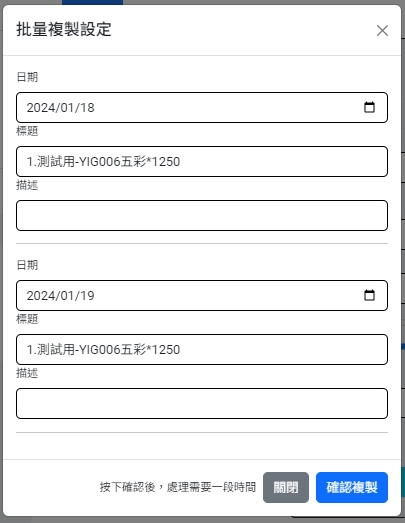 批量複製設定
日期
2024/01/18
標題
1.測試用-YIG006五彩*1250
描述
日期
2024/01/19
標題
1.測試用-YIG006五彩*1250
描述
按下確認後，處理需要一段時間 關閉 確認複製